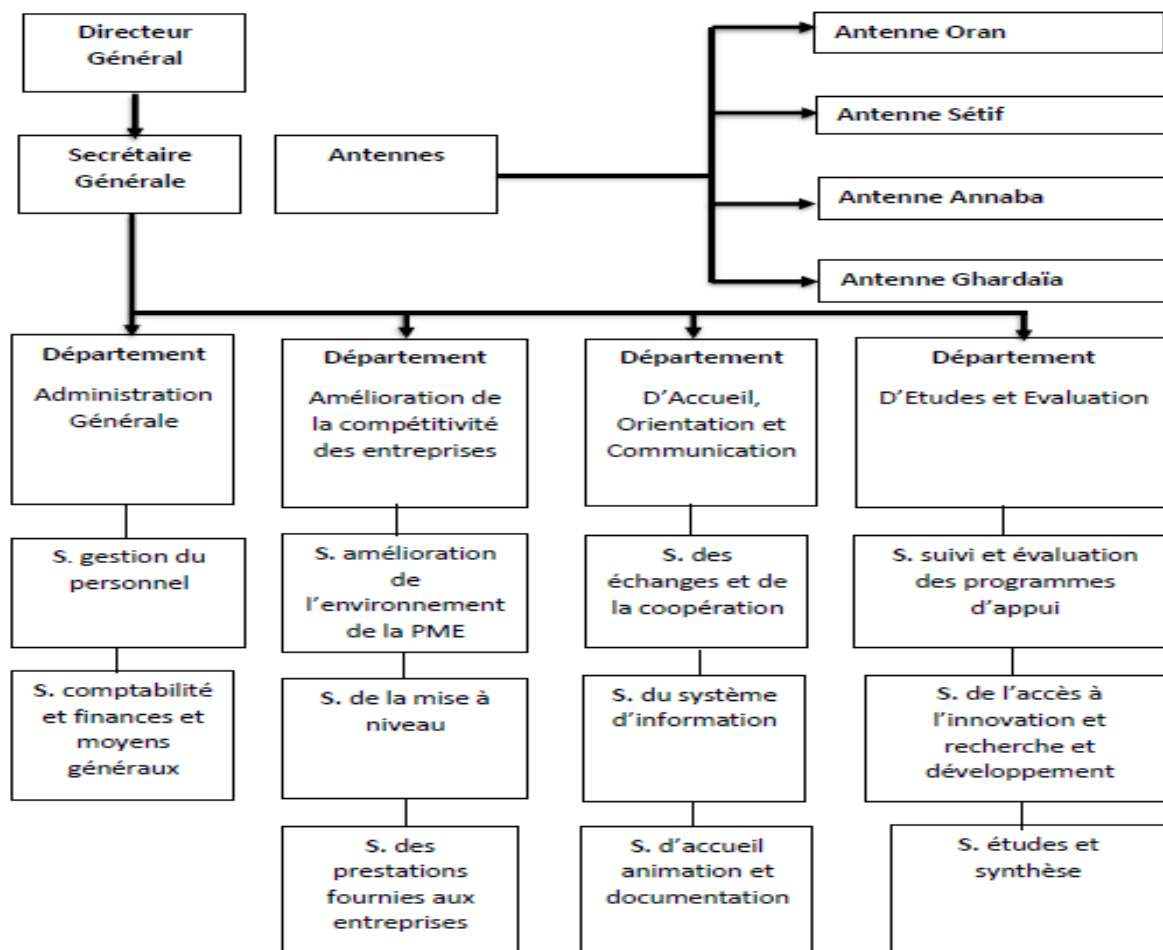 Directeur
Général
Secrétaire
Générale
Antennes
Antenne Oran
Antenne Sétif
Antenne Annaba
Antenne Ghardaïa
Département
Administration
Générale
S. gestion du
personnel
S. comptabilité
et finances et
moyens
généraux
Département
Amélioration de
la compétitivité
des entreprises
S. amélioration
de
l'environnement
de la PME
S. de la mise à
niveau
S. des
prestations
fournies aux
entreprises
Département
D'Accueil,
Orientation et
Communication
S. des
échanges et de
la coopération
S. du système
d'information
S. d'accueil
animation et
documentation
Département
D'Etudes et Evaluation
S. suivi et évaluation
des programmes
d'appui
S. de l'accès à
l'innovation et
recherche et
développement
S. études et
synthèse